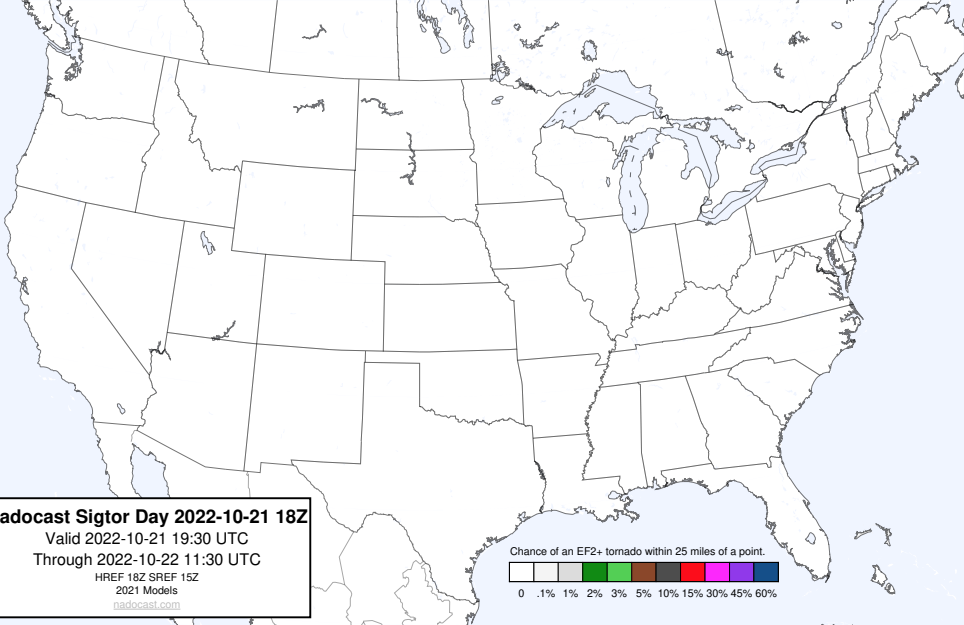 adocast Sigtor Day 2022-10-21 18Z
Valid 2022-10-21 19:30 UTC
Through 2022-10-22 11:30 UTC
HREF 18Z SREF 15Z
2021 Models
nadocast.com
Chance of an EF2+ tornado within 25 miles of a point.
0 .1% 1% 2% 3% 5% 10% 15% 30% 45% 60%